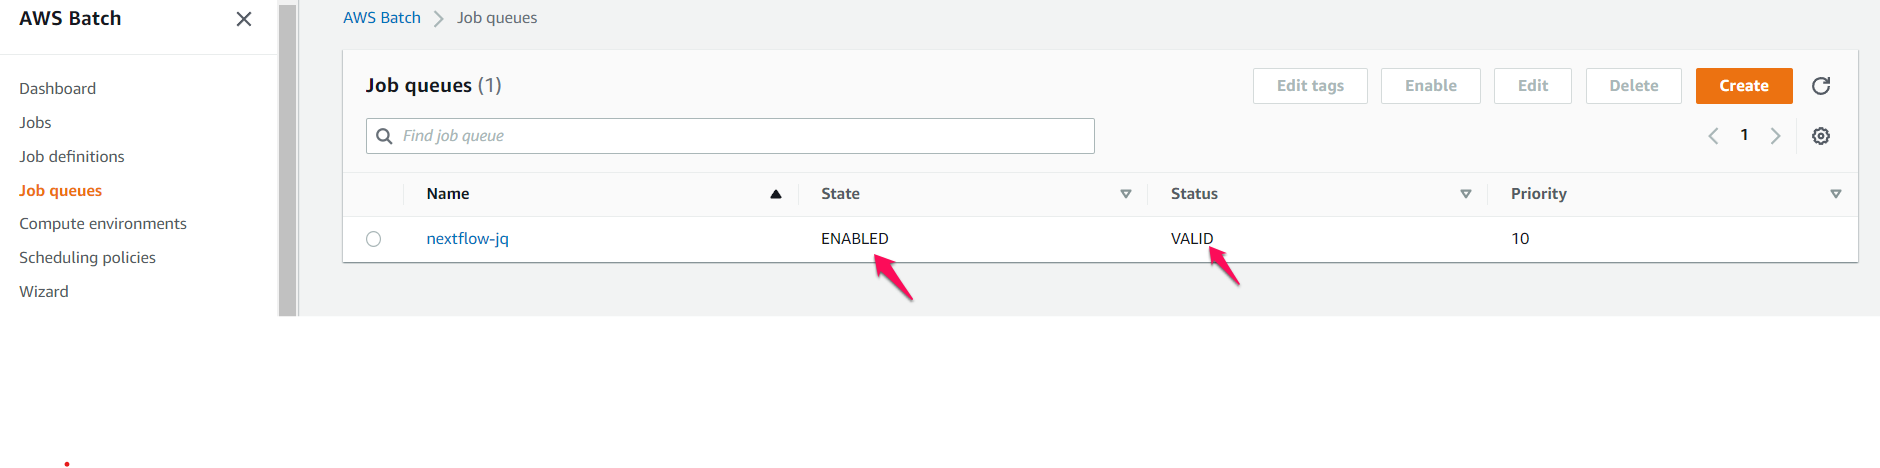 AWS Batch
Dashboard
Jobs
Job definitions
Job queues
Compute environments
Scheduling policies
Wizard
AWS Batch > Job queues
Job queues (1)
Edit tags Enable Edit Delete Create
Find job queue
1
Name State Status Priority
nextflow-jq ENABLED VALID 10